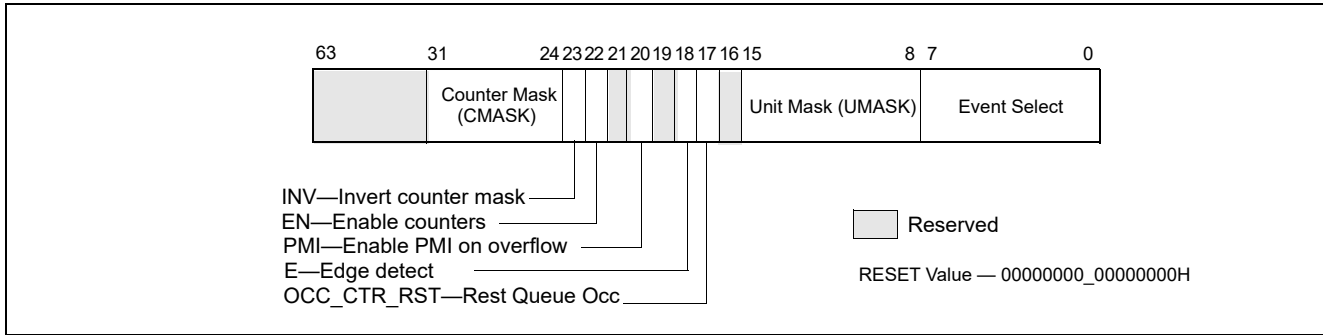 63 31 24 23 22 21 20 19 18 17 16 15 8 7 0
Counter Mask (CMASK) Unit Mask (UMASK) Event Select
INV—Invert counter mask
EN—Enable counters
PMI—Enable PMI on overflow
E—Edge detect
OCC_CTR_RST—Rest Queue Occ
Reserved
RESET Value — 00000000_00000000H